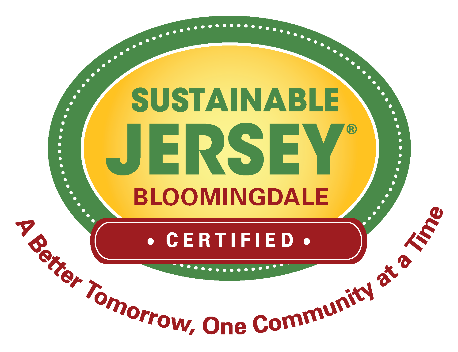 SUSTAINABLE
JERSEY®
BLOOMINGDALE
• CERTIFIED •
A Better Tomorrow, One Community at a Time